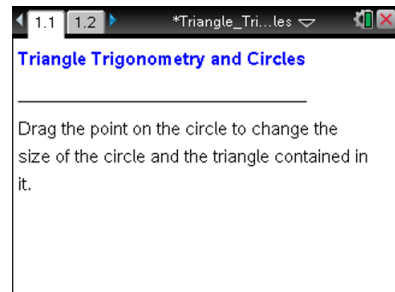 1.1 1.2 *Triangle_Tri...les
Triangle Trigonometry and Circles
Drag the point on the circle to change the
size of the circle and the triangle contained in
it.